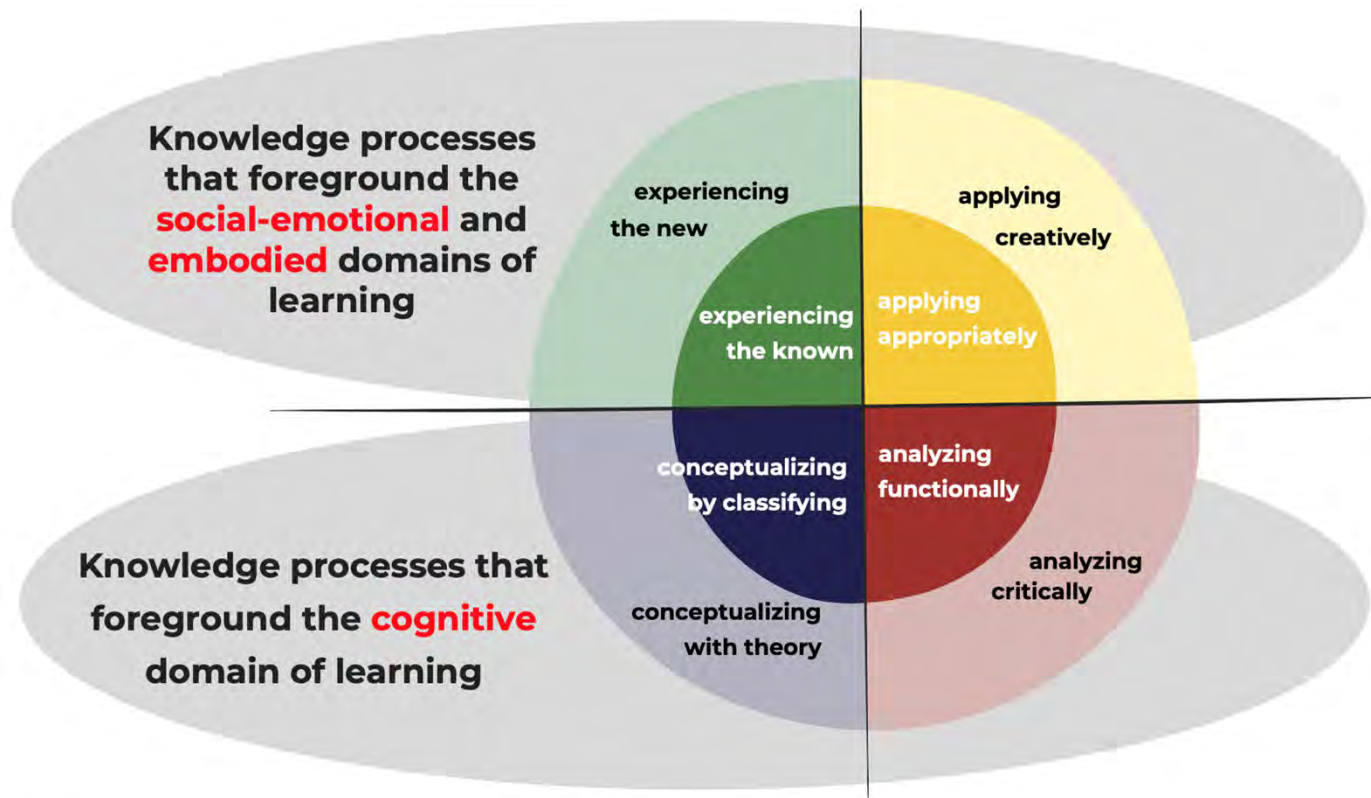 Knowledge processes
that foreground the
social-emotional and
embodied domains of
learning
experiencing
the new
applying
creatively
experiencing
the known
applying
appropriately
conceptualizing
by classifying
analyzing
functionally
Knowledge processes that
foreground the cognitive
domain of learning
conceptualizing
with theory
analyzing
critically